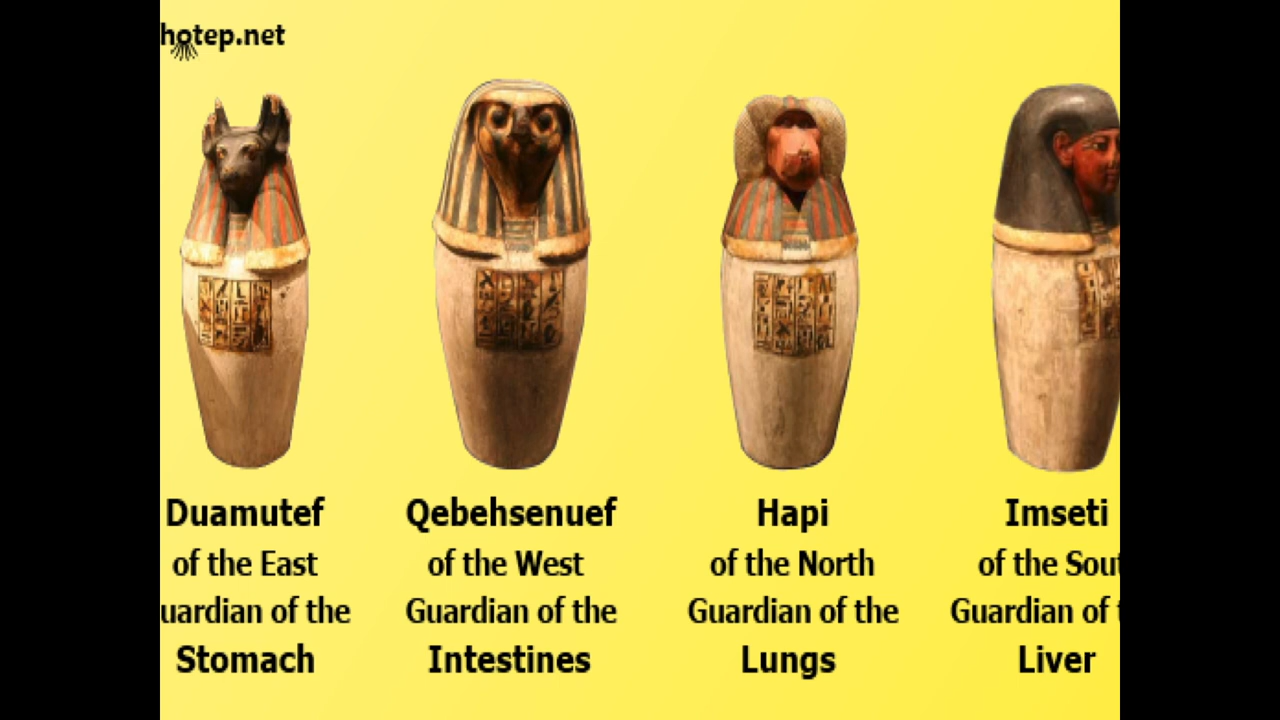 hotep.net
Duamutef
of the East
uardian of the
Stomach
Qebehsenuef
of the West
Guardian of the
Intestines
Hapi
of the North
Guardian of the
Lungs
Imseti
of the Sout
Guardian of t
Liver